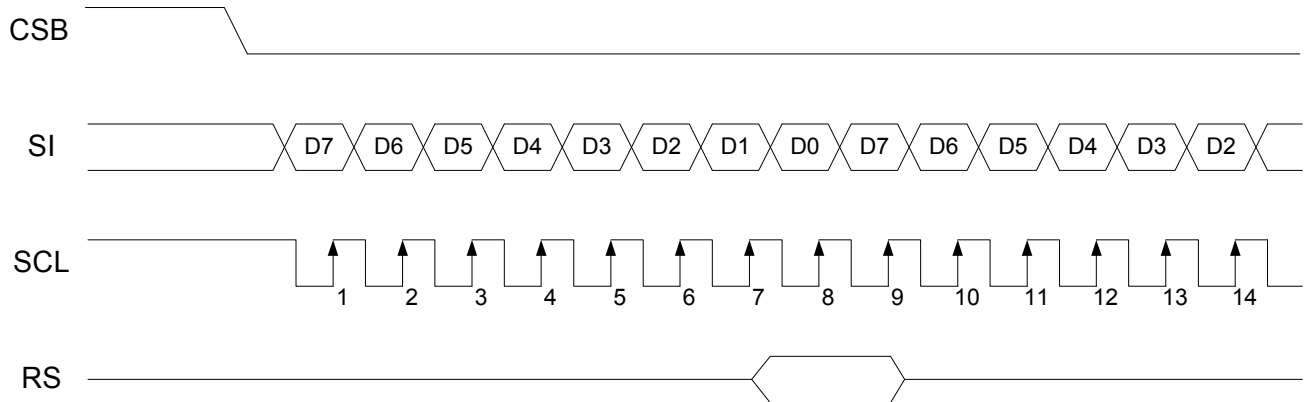 CSB
SI D7 D6 D5 D4 D3 D2 D1 D0 D7 D6 D5 D4 D3 D2
SCL
1 2 3 4 5 6 7 8 9 10 11 12 13 14
RS